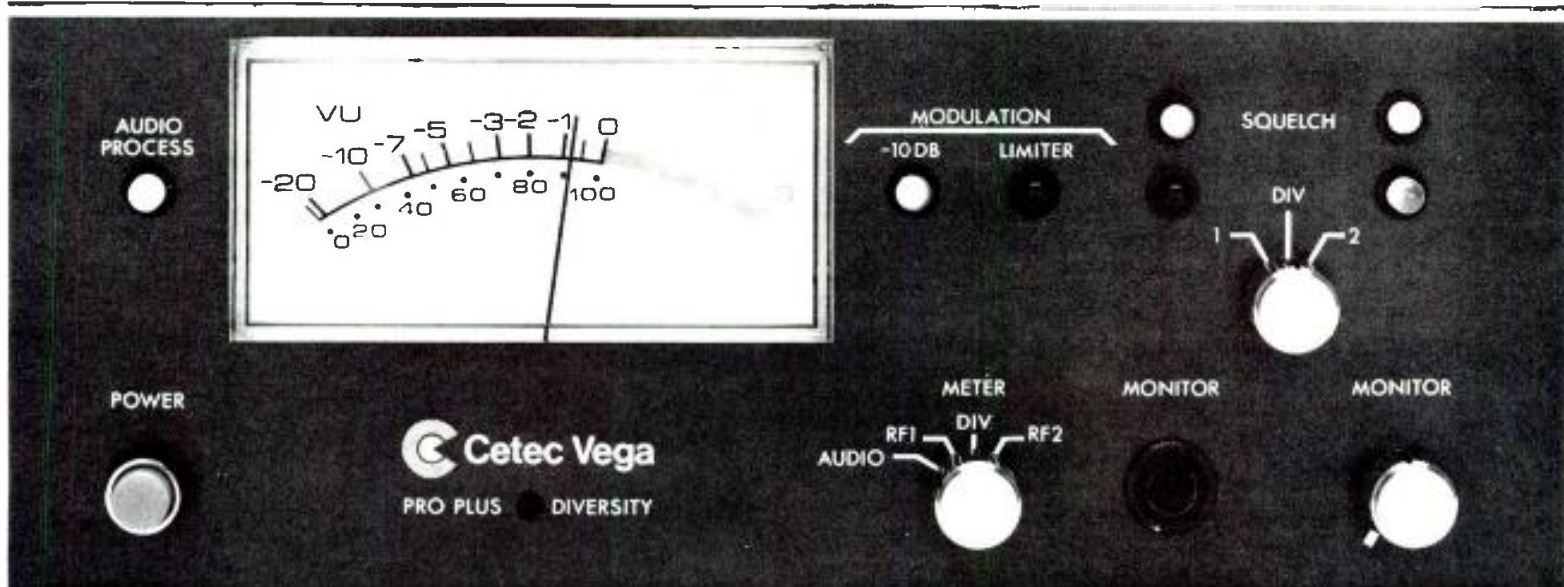 AUDIO
PROCESS
VU
-20 -10 -7 -5 -3 -2 -1 0 3
0 20 40 60 80 100
MODULATION
-10 DB LIMITER
SQUELCH
1 DIV 2
POWER
Cetec Vega
PRO PLUS DIVERSITY
METER
AUDIO RF1 DIV RF2
MONITOR
MONITOR